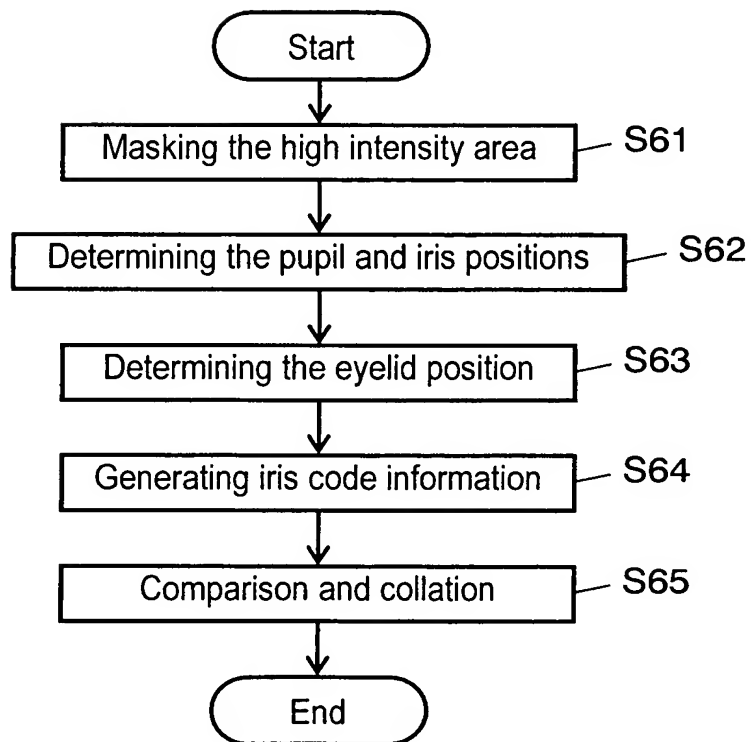 Start
Masking the high intensity area S61
Determining the pupil and iris positions S62
Determining the eyelid position S63
Generating iris code information S64
Comparison and collation S65
End